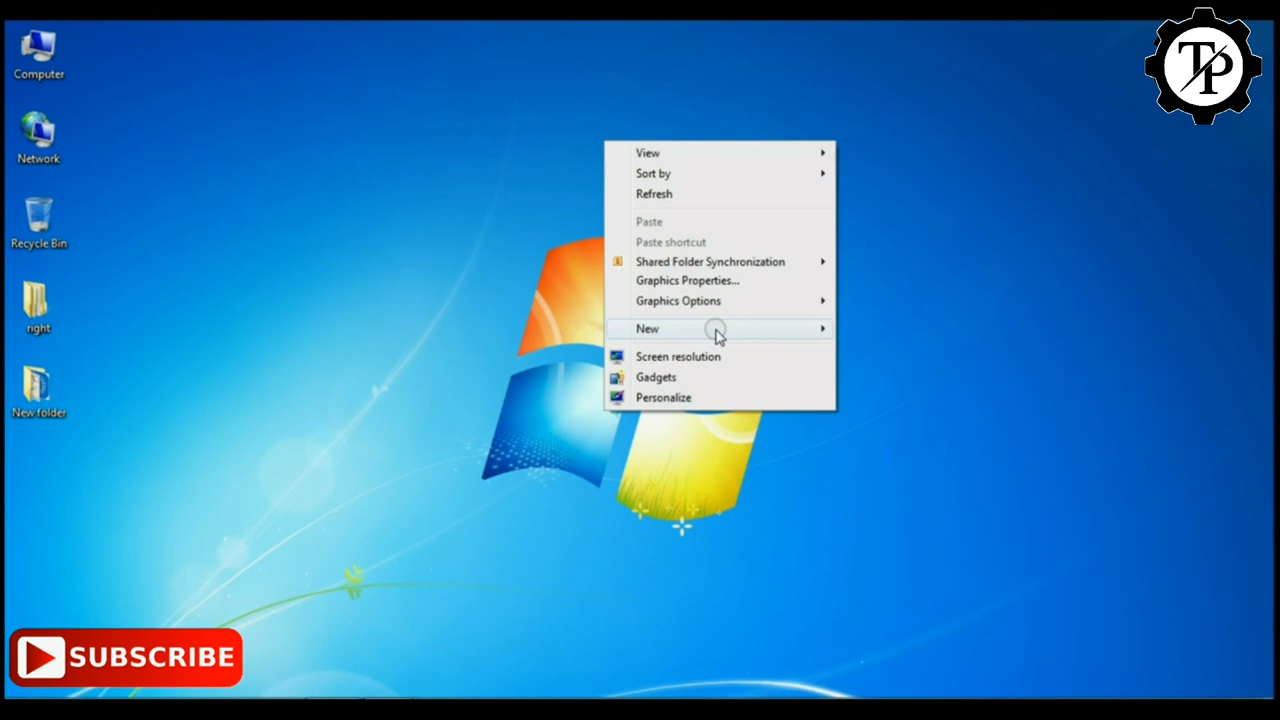 Computer
Network
Recycle Bin
right
New folder
View
Sort by
Refresh
Paste
Paste shortcut
Shared Folder Synchronization
Graphics Properties...
Graphics Options
New
Screen resolution
Gadgets
Personalize
TP
SUBSCRIBE